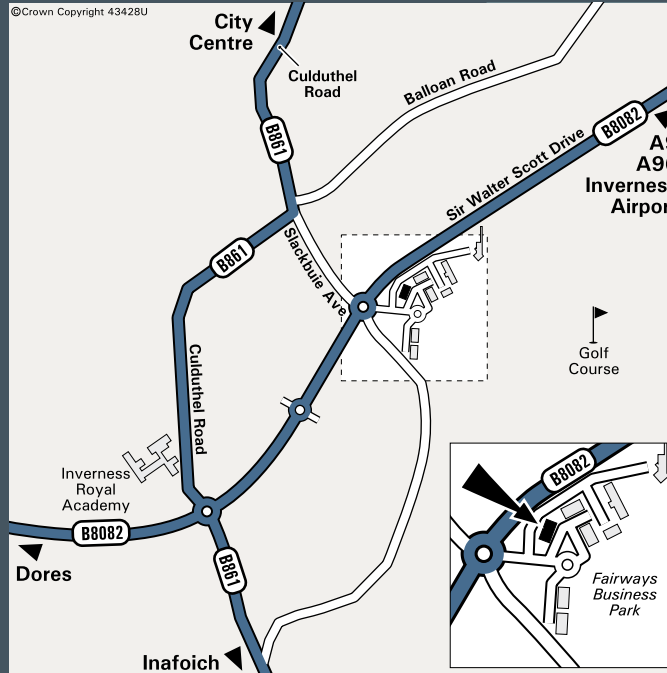 ©Crown Copyright 43428U
City
Centre
Culduthel
Road
Balloan Road
B861
B8082
Sir Walter Scott Drive
Airpor
B861
Slackbuie Ave
Golf
Course
Culduthel Road
Inverness
Royal
Academy
B8082
B8082
Dores
B861
Fairways
Business
Park
Inafoich